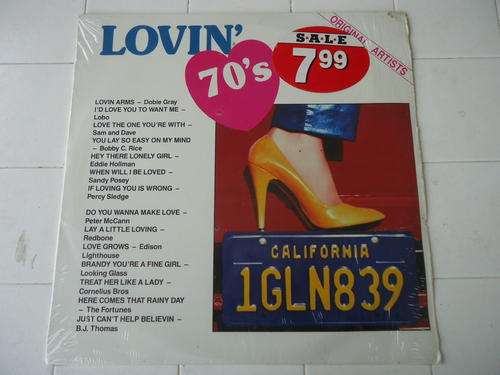 LOVIN'
70's
S•A•L•E
7 99
ORIGINAL ARTISTS
LOVIN ARMS – Dobie Gray
I'D LOVE YOU TO WANT ME –
Lobo
LOVE THE ONE YOU'RE WITH –
Sam and Dave
YOU LAY SO EASY ON MY MIND
– Bobby C. Rice
HEY THERE LONELY GIRL –
Eddie Hollman
WHEN WILL I BE LOVED –
Sandy Posey
IF LOVING YOU IS WRONG –
Percy Sledge
DO YOU WANNA MAKE LOVE –
Peter McCann
LAY A LITTLE LOVING –
Redbone
LOVE GROWS – Edison
Lighthouse
BRANDY YOU'RE A FINE GIRL –
Looking Glass
TREAT HER LIKE A LADY –
Cornelius Bros
HERE COMES THAT RAINY DAY
– The Fortunes
JUST CAN'T HELP BELIEVIN –
B.J. Thomas
CALIFORNIA
1GLN839